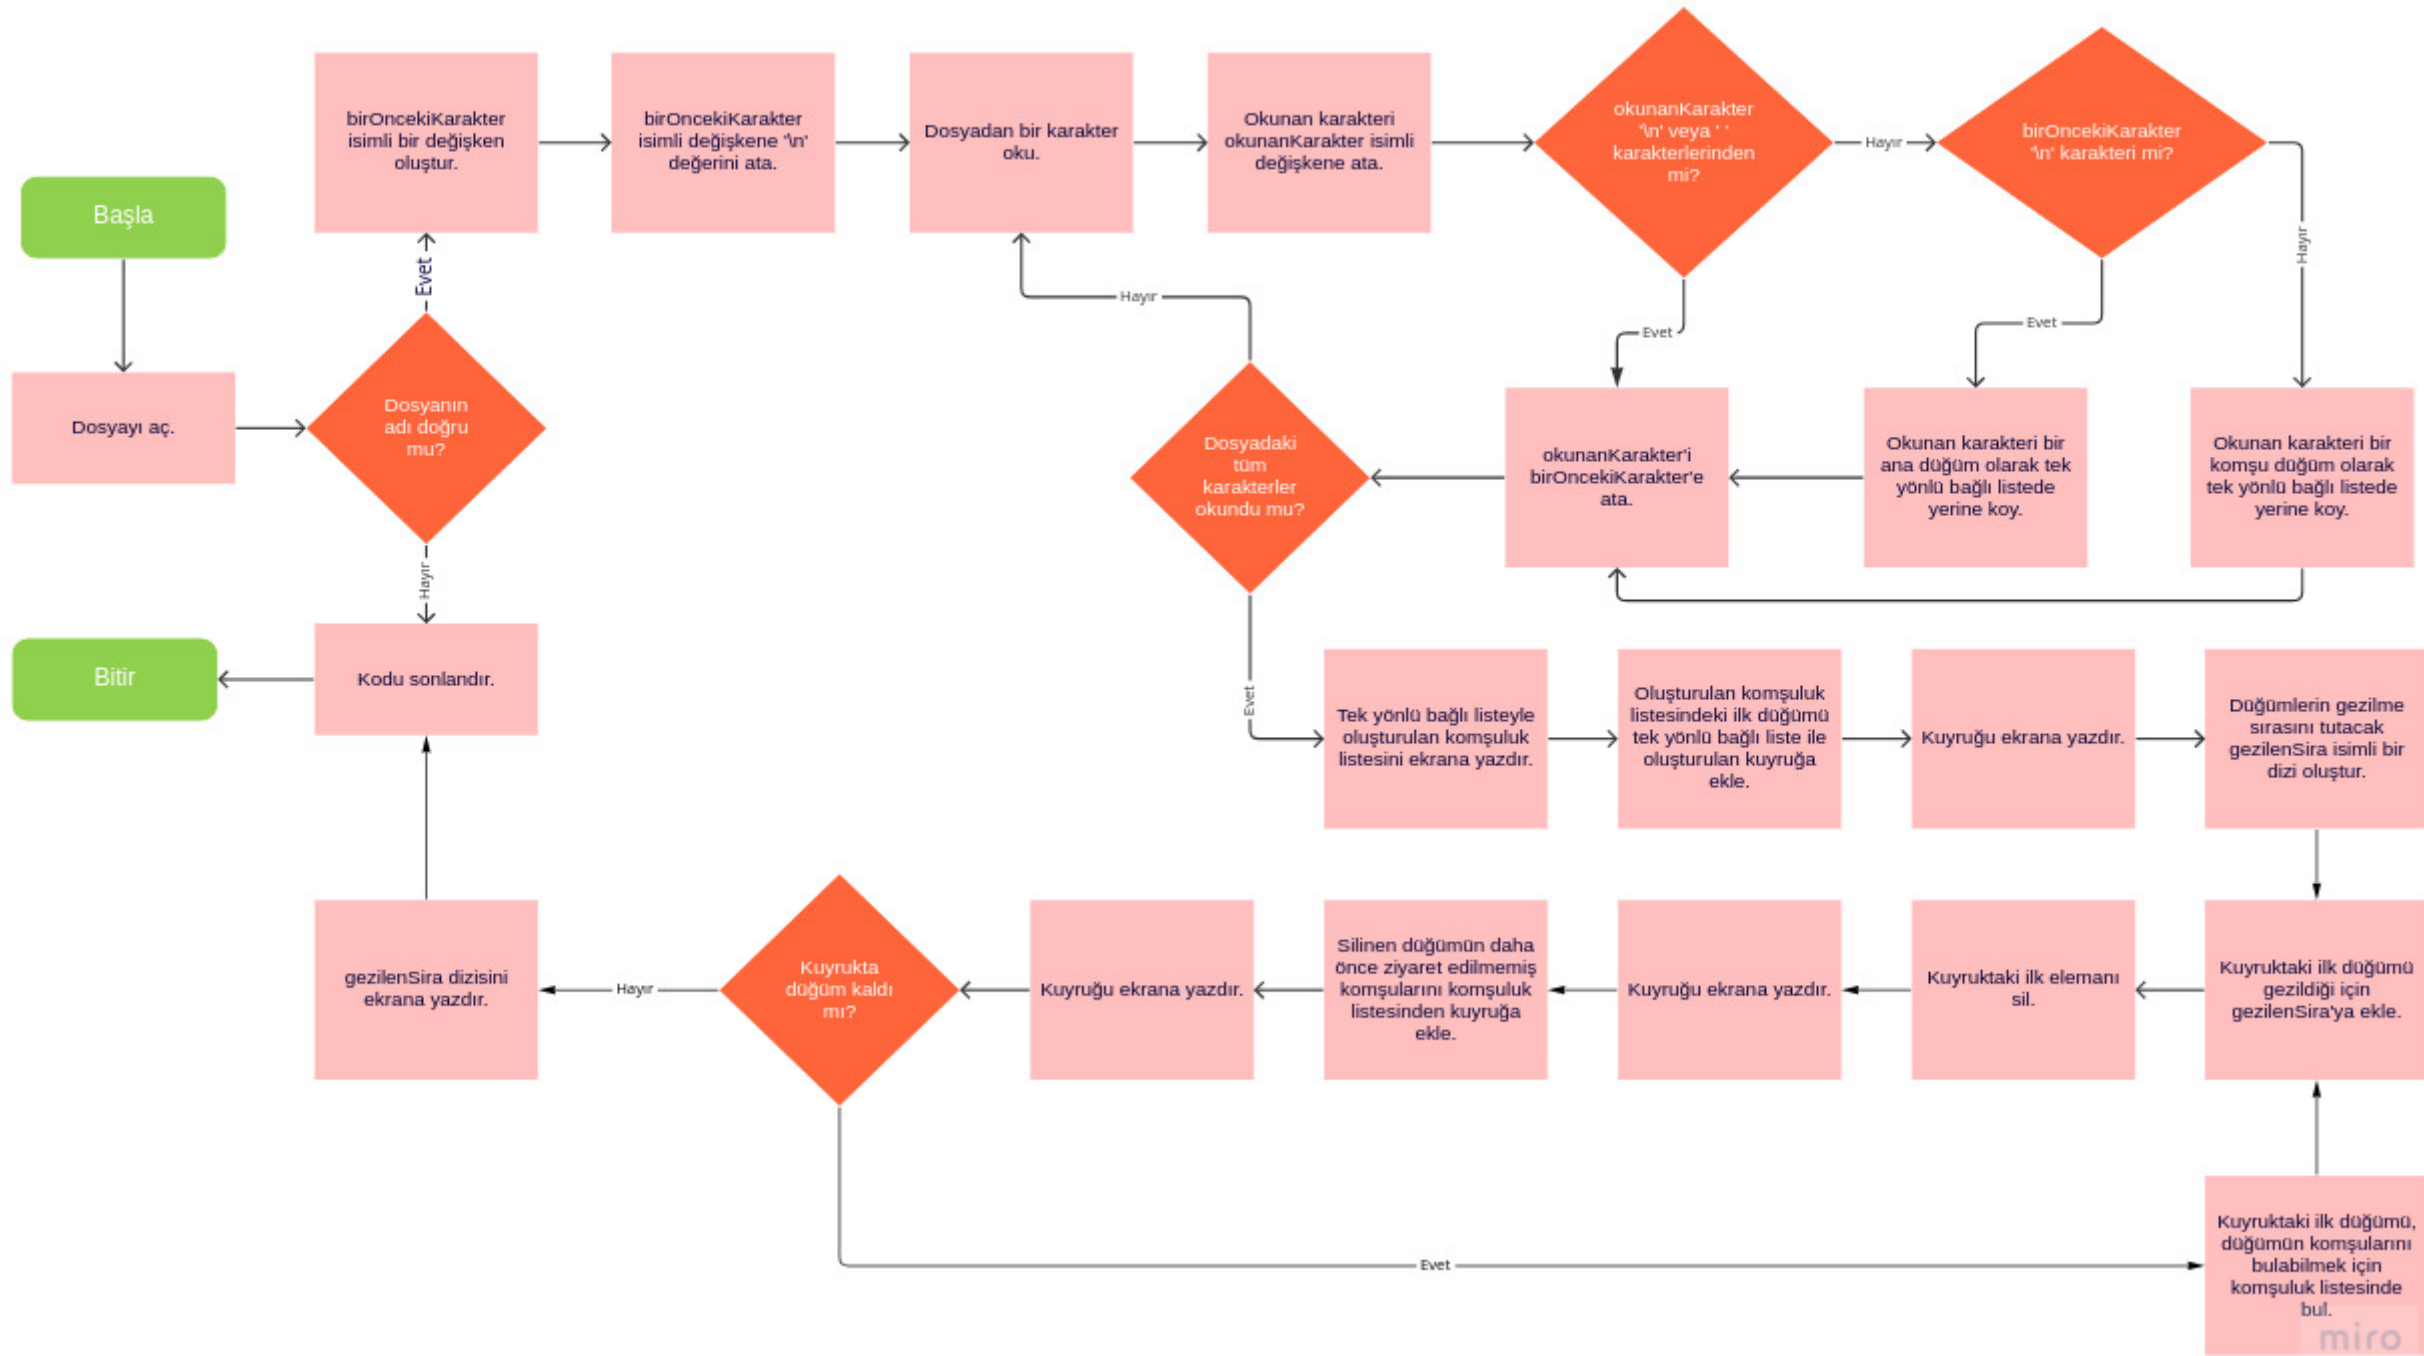 Başla
Dosyayı aç.
Dosyanın
adı doğru
mu?
Evet
Hayır
birOncekiKarakter
isimli bir değişken
oluştur.
birOncekiKarakter
isimli değişkene '\n'
değerini ata.
Dosyadan bir karakter
oku.
Okunan karakteri
okunanKarakter isimli
değişkene ata.
okunanKarakter
'\n' veya ' '
karakterlerinden
mi?
Hayır
Evet
birOncekiKarakter
'\n' karakteri mi?
Hayır
Evet
Okunan karakteri bir
komşu düğüm olarak
tek yönlü bağlı listede
yerine koy.
Okunan karakteri bir
ana düğüm olarak tek
yönlü bağlı listede
yerine koy.
okunanKarakter'i
birOncekiKarakter'e
ata.
Dosyadaki
tüm
karakterler
okundu mu?
Hayır
Evet
Tek yönlü bağlı listeyle
oluşturulan komşuluk
listesini ekrana yazdır.
Oluşturulan komşuluk
listesindeki ilk düğümü
tek yönlü bağlı liste ile
oluşturulan kuyruğa
ekle.
Kuyruğu ekrana yazdır.
Düğümlerin gezilme
sırasını tutacak
gezilenSira isimli bir
dizi oluştur.
Kuyruktaki ilk düğümü
gezildiği için
gezilenSira'ya ekle.
Kuyruktaki ilk elemanı
sil.
Kuyruğu ekrana yazdır.
Silinen düğümün daha
önce ziyaret edilmemiş
komşularını komşuluk
listesinden kuyruğa
ekle.
Kuyruğu ekrana yazdır.
Kuyrukta
düğüm kaldı
mı?
Hayır
Evet
Kuyruktaki ilk düğümü,
düğümün komşularını
bulabilmek için
komşuluk listesinde
bul.
gezilenSira dizisini
ekrana yazdır.
Kodu sonlandır.
Bitir
miro